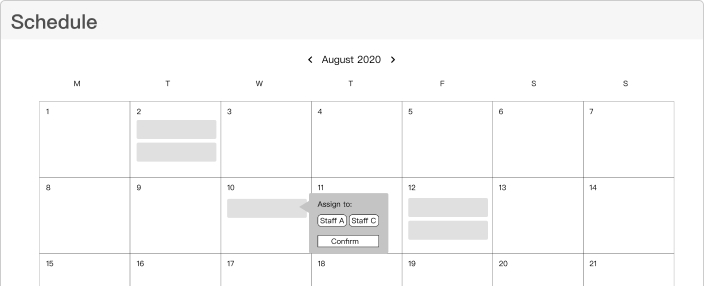 Schedule
< August 2020 >
M T W T F S S
1 2 3 4 5 6 7
8 9 10 11 12 13 14
Assign to:
Staff A Staff C
Confirm
15 16 17 18 19 20 21